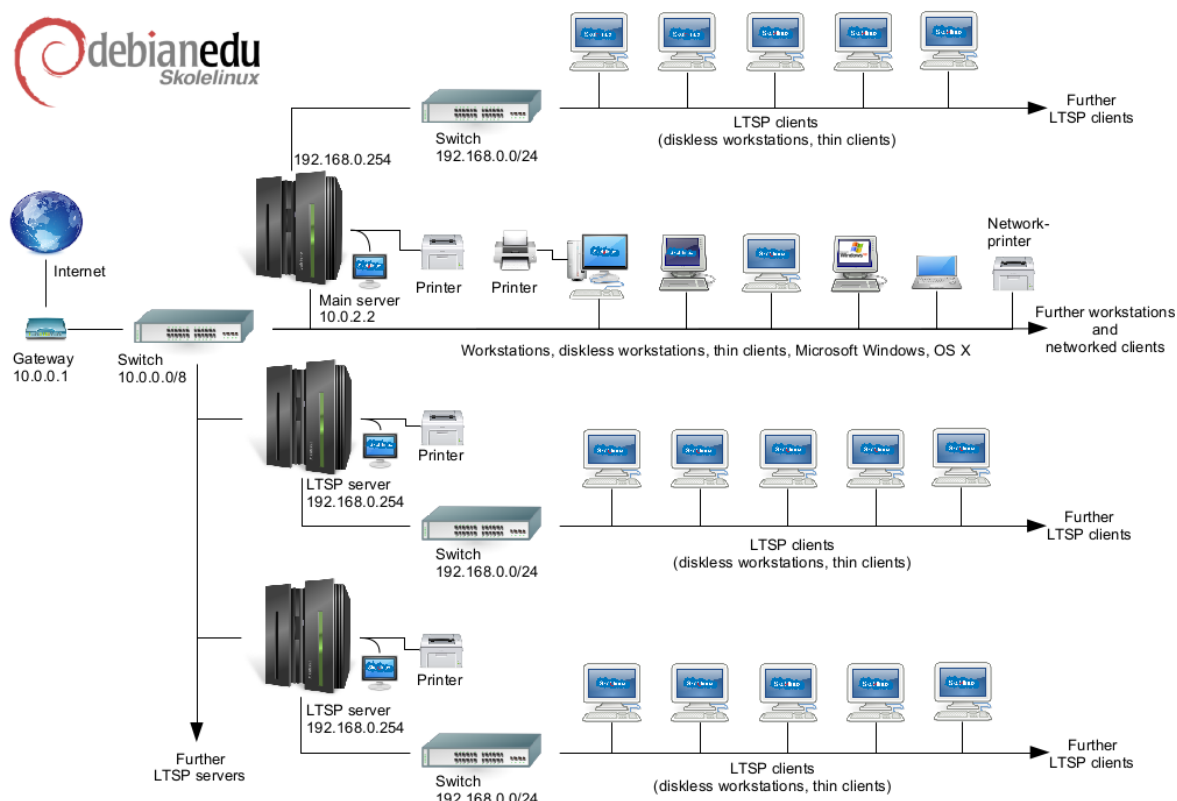 debianedu
Skolelinux
Further
LTSP clients
LTSP clients
(diskless workstations, thin clients)
Switch
192.168.0.0/24
192.168.0.254
Internet
Gateway
10.0.0.1
Switch
10.0.0.0/8
Main server
10.0.2.2
Printer
Printer
Network-
printer
Further workstations
and
networked clients
Workstations, diskless workstations, thin clients, Microsoft Windows, OS X
Printer
LTSP server
192.168.0.254
Switch
192.168.0.0/24
LTSP clients
(diskless workstations, thin clients)
Further
LTSP clients
Printer
LTSP server
192.168.0.254
Switch
192.168.0.0/24
LTSP clients
(diskless workstations, thin clients)
Further
LTSP clients
Further
LTSP servers